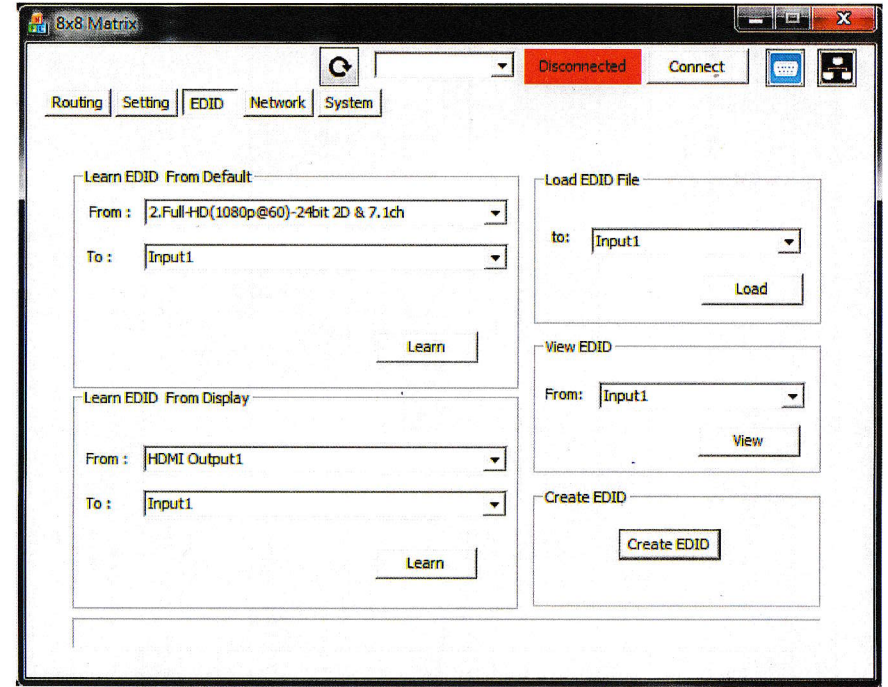 8x8 Matrix
Disconnected Connect
Routing Setting EDID Network System
Learn EDID From Default
From : 2.Full-HD(1080p@60)-24bit 2D & 7.1ch
To : Input1
Learn
Learn EDID From Display
From : HDMI Output1
To : Input1
Learn
Load EDID File
to: Input1
Load
View EDID
From: Input1
View
Create EDID
Create EDID